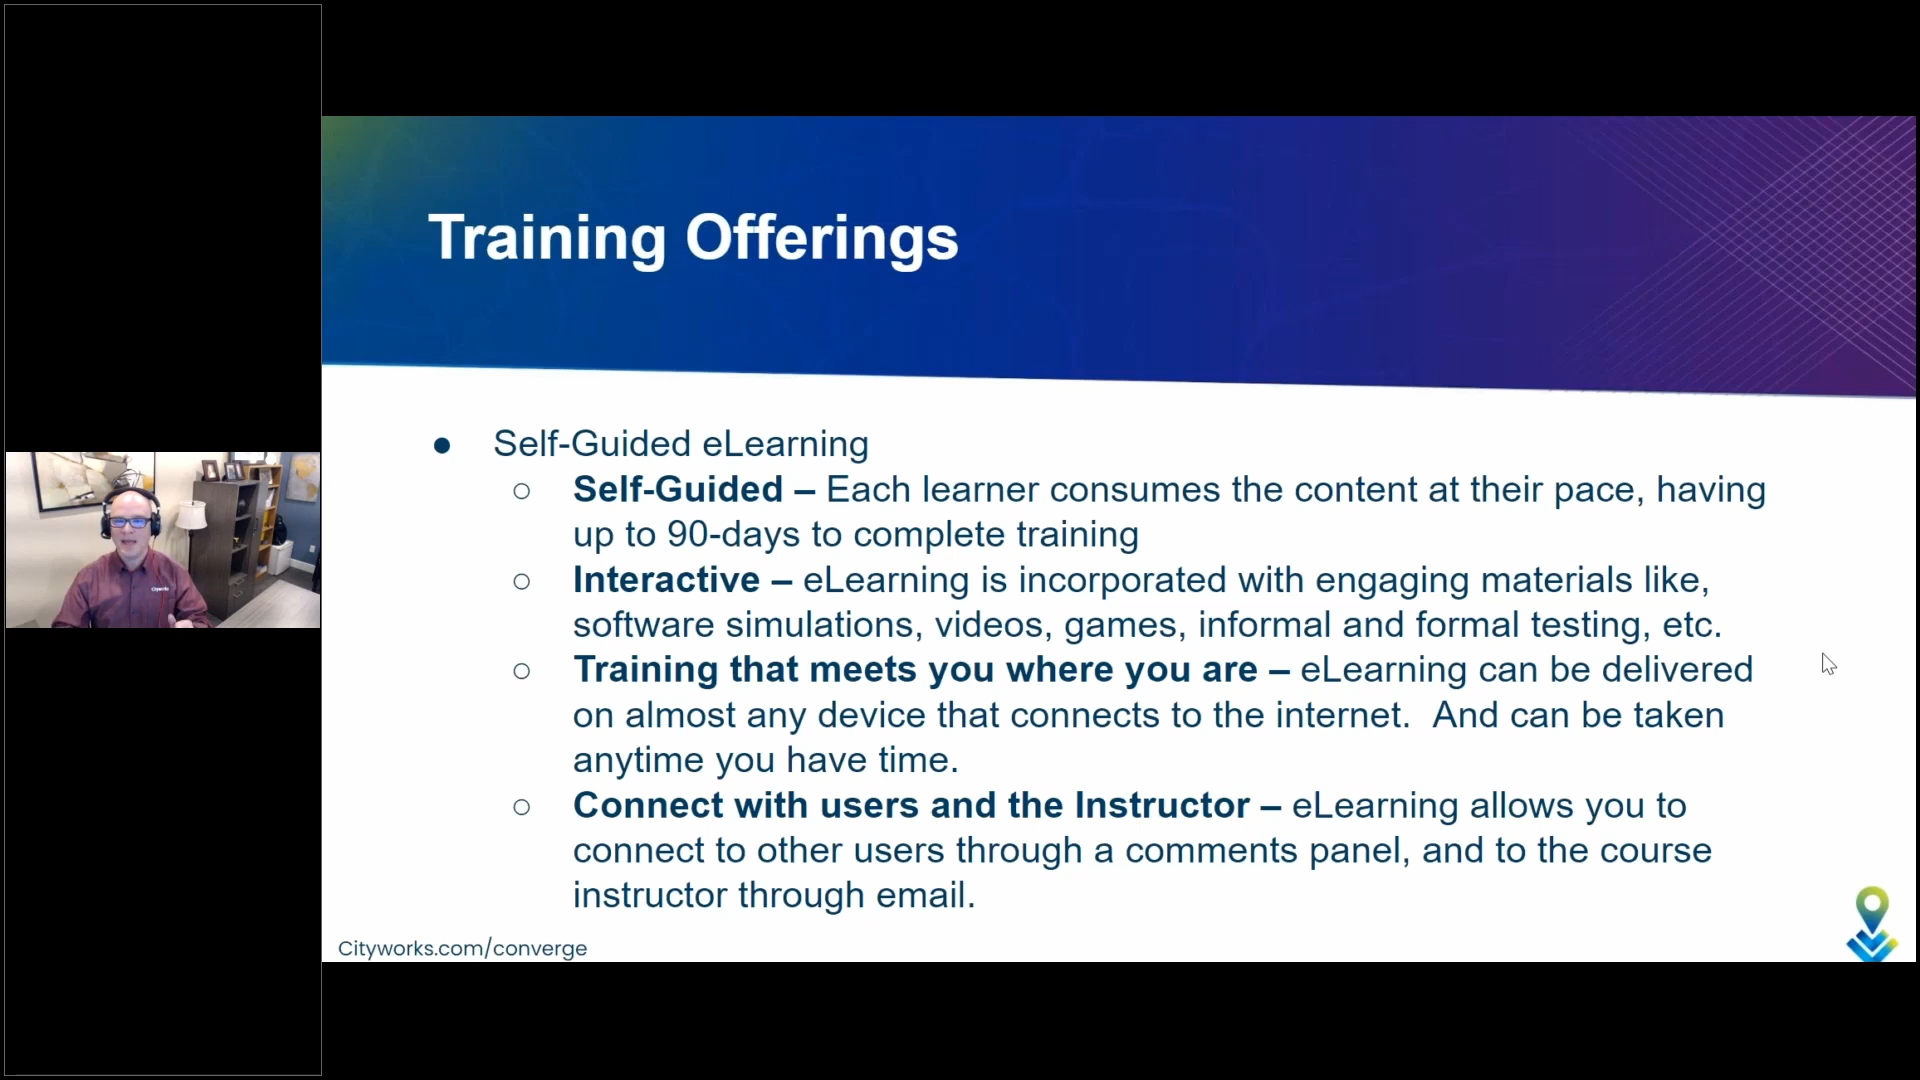 Training Offerings
● Self-Guided eLearning
○ Self-Guided – Each learner consumes the content at their pace, having
up to 90-days to complete training
○ Interactive – eLearning is incorporated with engaging materials like,
software simulations, videos, games, informal and formal testing, etc.
○ Training that meets you where you are – eLearning can be delivered
on almost any device that connects to the internet.  And can be taken
anytime you have time.
○ Connect with users and the Instructor – eLearning allows you to
connect to other users through a comments panel, and to the course
instructor through email.
Cityworks.com/converge